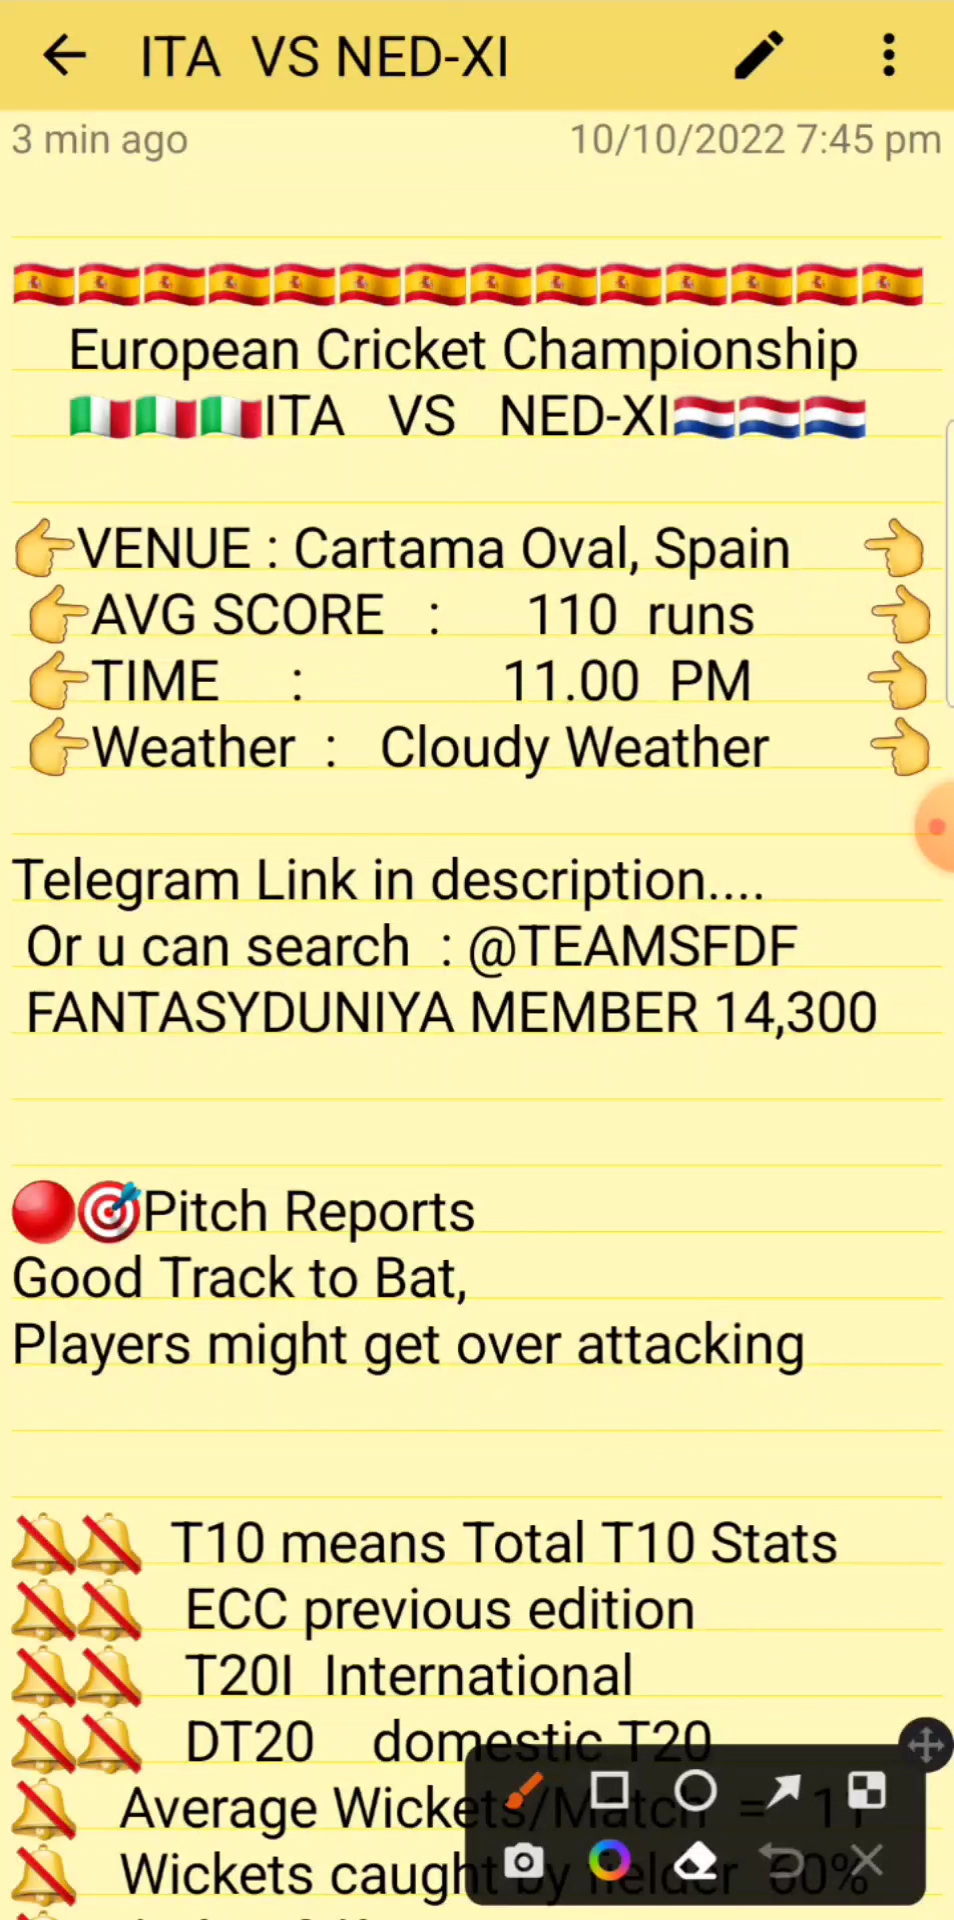 ITA VS NED-XI
3 min ago 10/10/2022 7:45 pm
European Cricket Championship
ITA VS NED-XI
VENUE : Cartama Oval, Spain
AVG SCORE : 110 runs
TIME : 11.00 PM
Weather : Cloudy Weather
Telegram Link in description....
Or u can search : @TEAMSFDF
FANTASYDUNIYA MEMBER 14,300
Pitch Reports
Good Track to Bat,
Players might get over attacking
T10 means Total T10 Stats
ECC previous edition
T20I International
DT20 domestic T20
Average Wickets/Match = 11
Wickets caught by fielder 60%